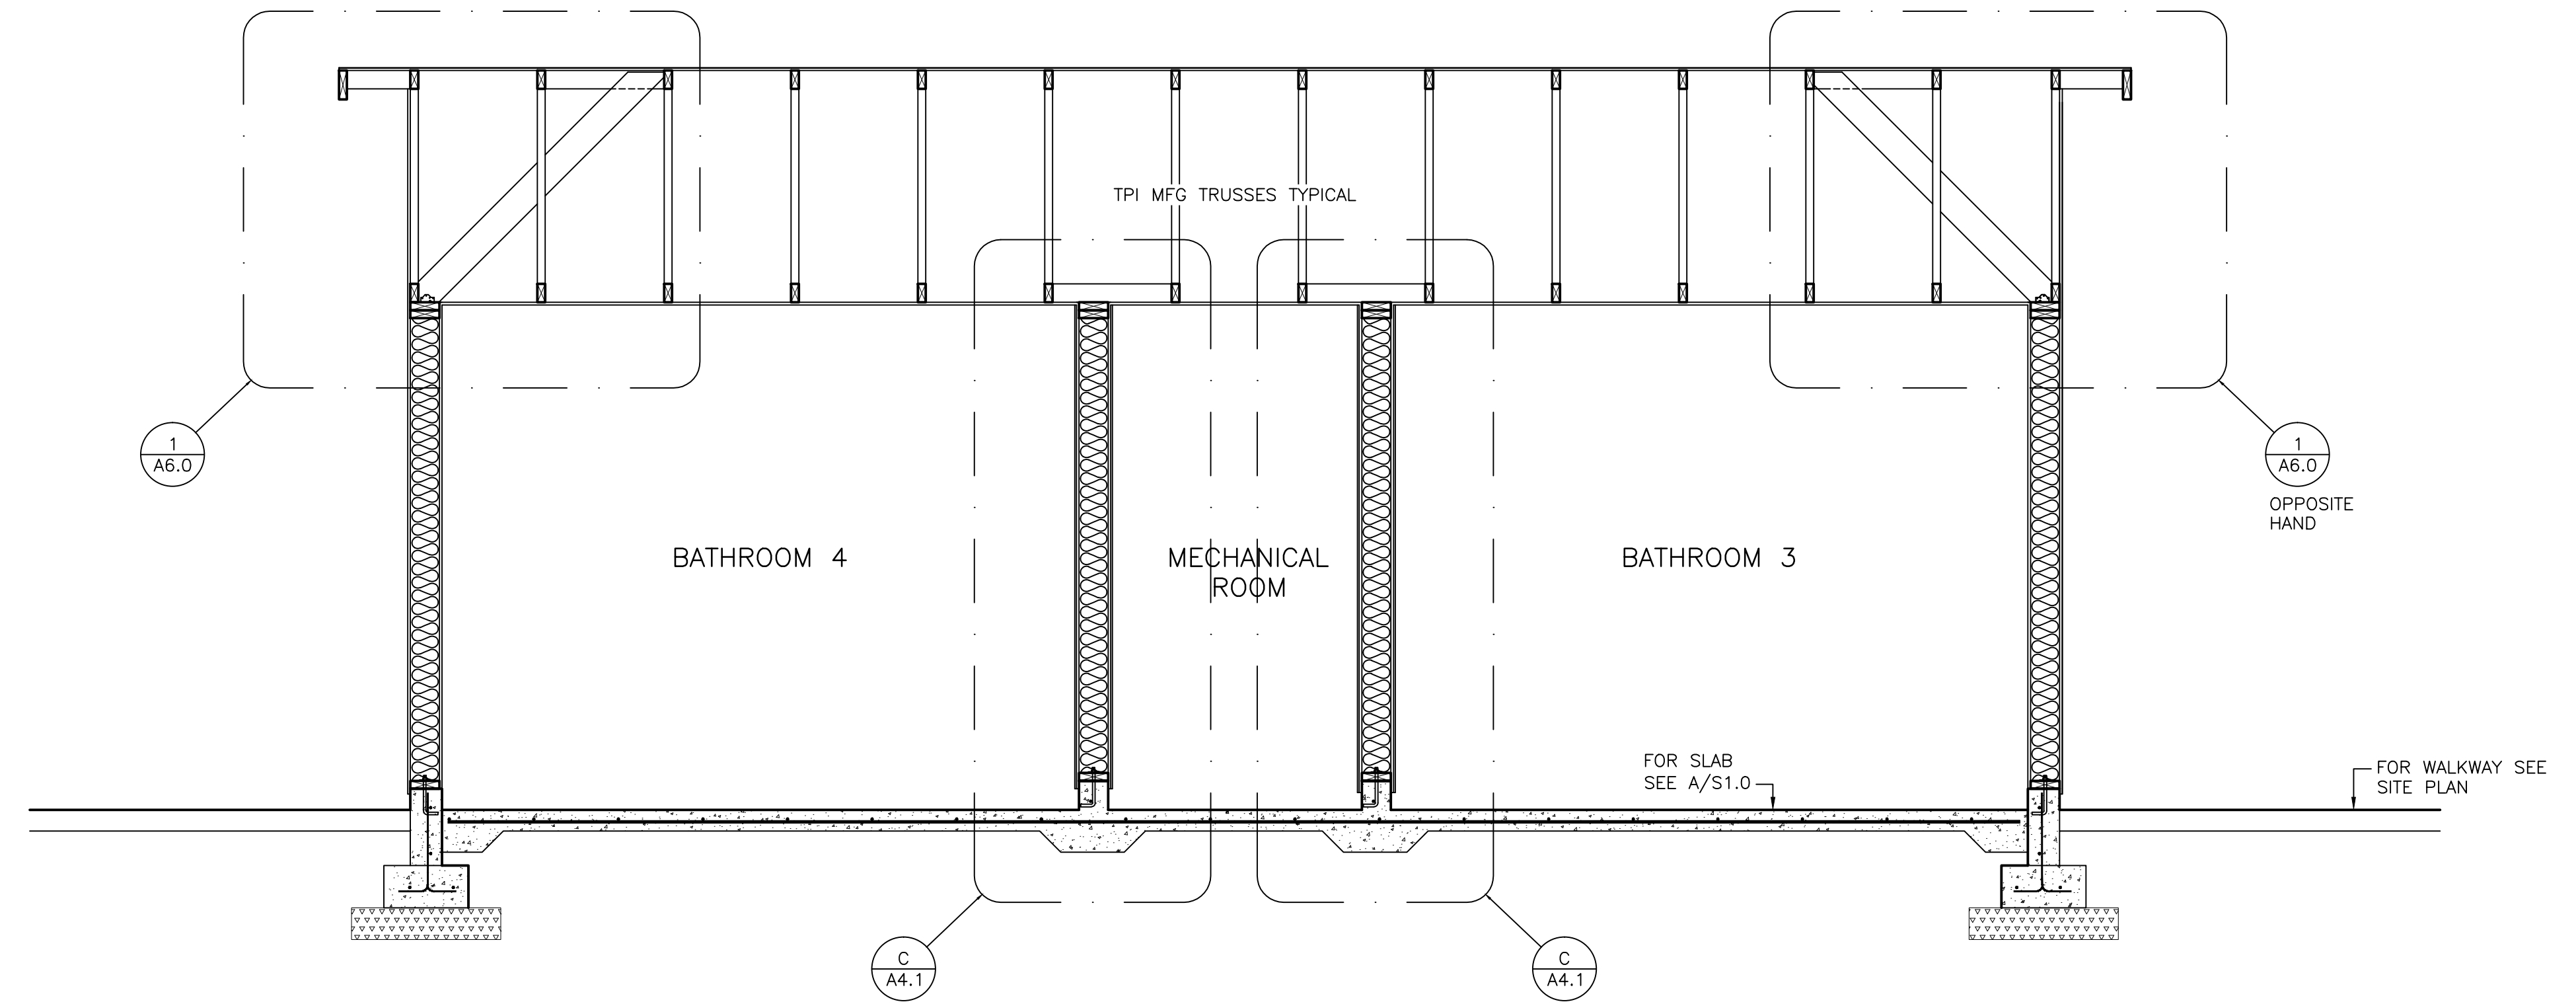 TPI MFG TRUSSES TYPICAL
1
A6.0
1
A6.0
OPPOSITE
HAND
BATHROOM 4
MECHANICAL
ROOM
BATHROOM 3
FOR SLAB
SEE A/S1.0
FOR WALKWAY SEE
SITE PLAN
C
A4.1
C
A4.1